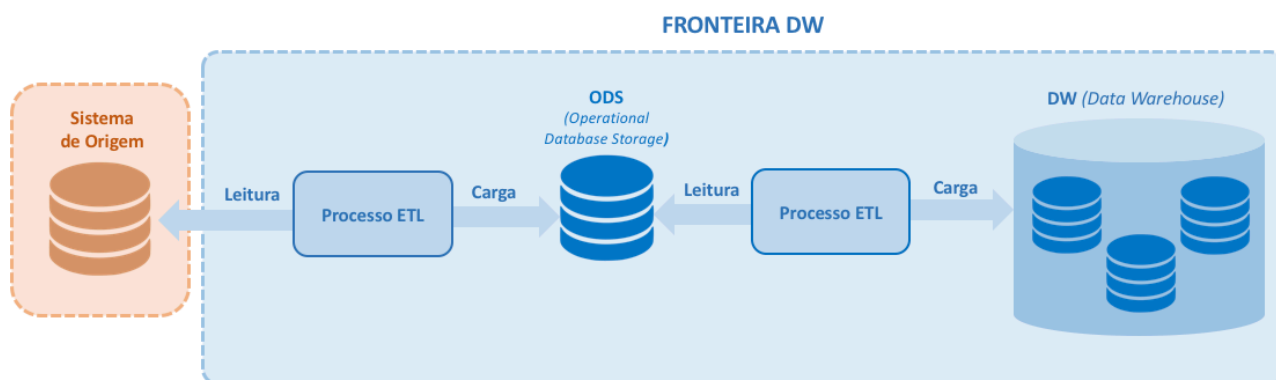 FRONTEIRA DW
Sistema
de Origem
Leitura
Processo ETL
Carga
ODS
(Operational
Database Storage)
Leitura
Processo ETL
Carga
DW (Data Warehouse)